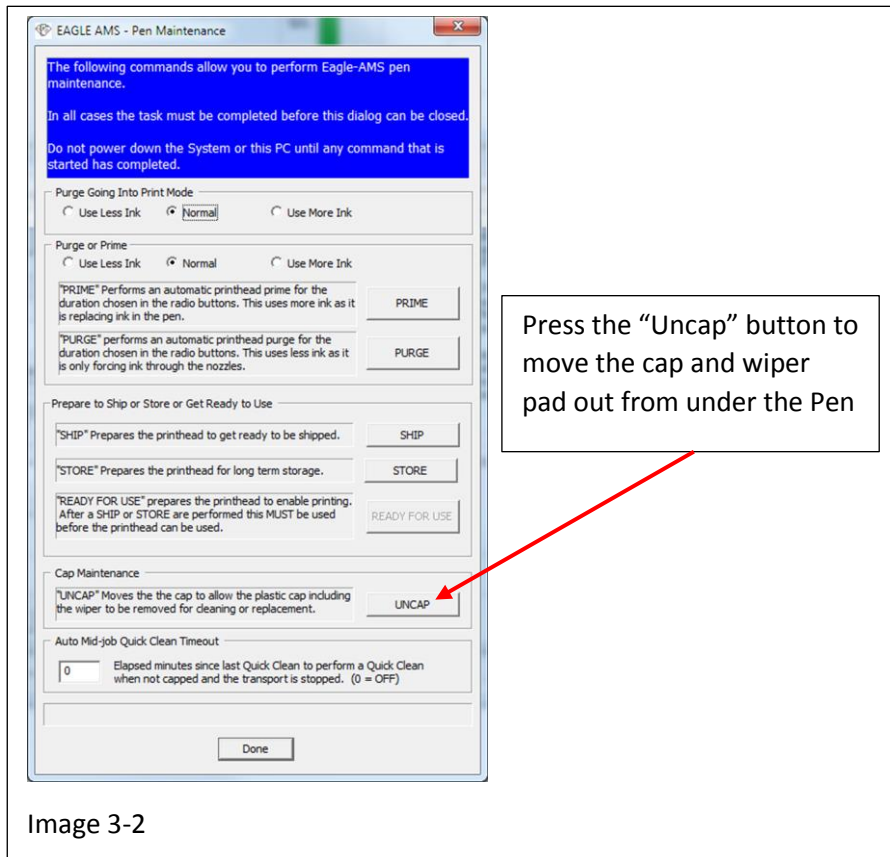 EAGLE AMS - Pen Maintenance
The following commands allow you to perform Eagle-AMS pen
maintenance.
In all cases the task must be completed before this dialog can be closed.
Do not power down the System or this PC until any command that is
started has completed.
Purge Going Into Print Mode
Use Less Ink Normal Use More Ink
Purge or Prime
Use Less Ink Normal Use More Ink
"PRIME" Performs an automatic printhead prime for the
duration chosen in the radio buttons. This uses more ink as it
is replacing ink in the pen.
PRIME
"PURGE" performs an automatic printhead purge for the
duration chosen in the radio buttons. This uses less ink as it
is only forcing ink through the nozzles.
PURGE
Prepare to Ship or Store or Get Ready to Use
"SHIP" Prepares the printhead to get ready to be shipped.
SHIP
"STORE" Prepares the printhead for long term storage.
STORE
"READY FOR USE" prepares the printhead to enable printing.
After a SHIP or STORE are performed this MUST be used
before the printhead can be used.
READY FOR USE
Cap Maintenance
"UNCAP" Moves the the cap to allow the plastic cap including
the wiper to be removed for cleaning or replacement.
UNCAP
Auto Mid-job Quick Clean Timeout
0
Elapsed minutes since last Quick Clean to perform a Quick Clean
when not capped and the transport is stopped. (0 = OFF)
Done
Press the “Uncap” button to
move the cap and wiper
pad out from under the Pen
Image 3-2